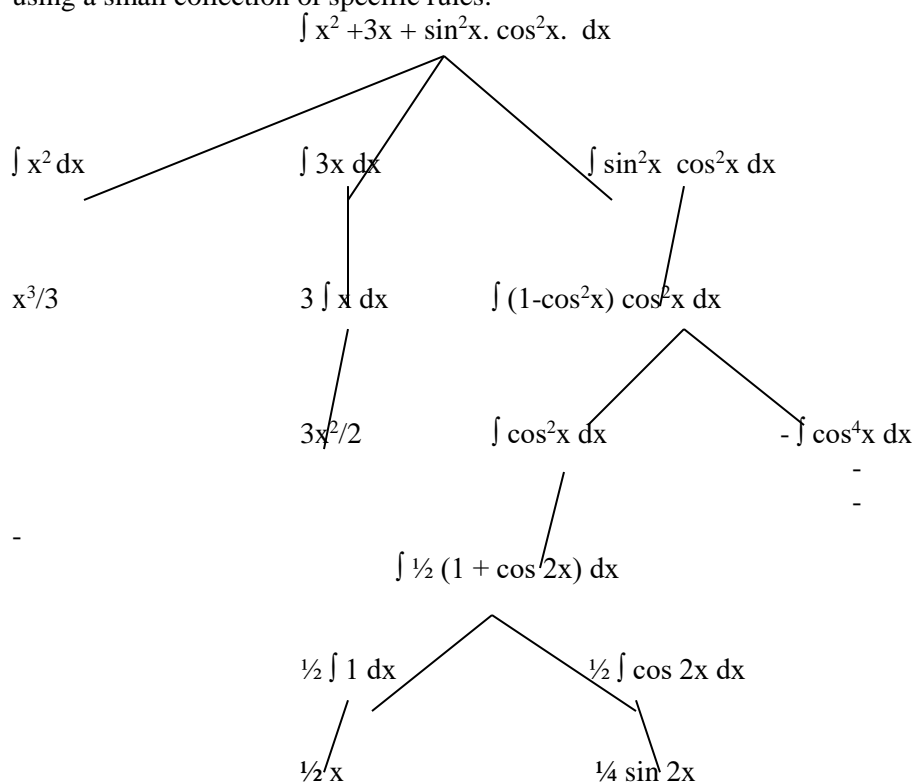 using a small collection of specific rules.
∫ x² +3x + sin²x. cos²x. dx
∫ x² dx ∫ 3x dx ∫ sin²x cos²x dx
x³/3 3 ∫ x dx ∫ (1-cos²x) cos²x dx
3x²/2 ∫ cos²x dx - ∫ cos⁴x dx
-
-
-
∫ ½ (1 + cos 2x) dx
½ ∫ 1 dx ½ ∫ cos 2x dx
½ x ¼ sin 2x